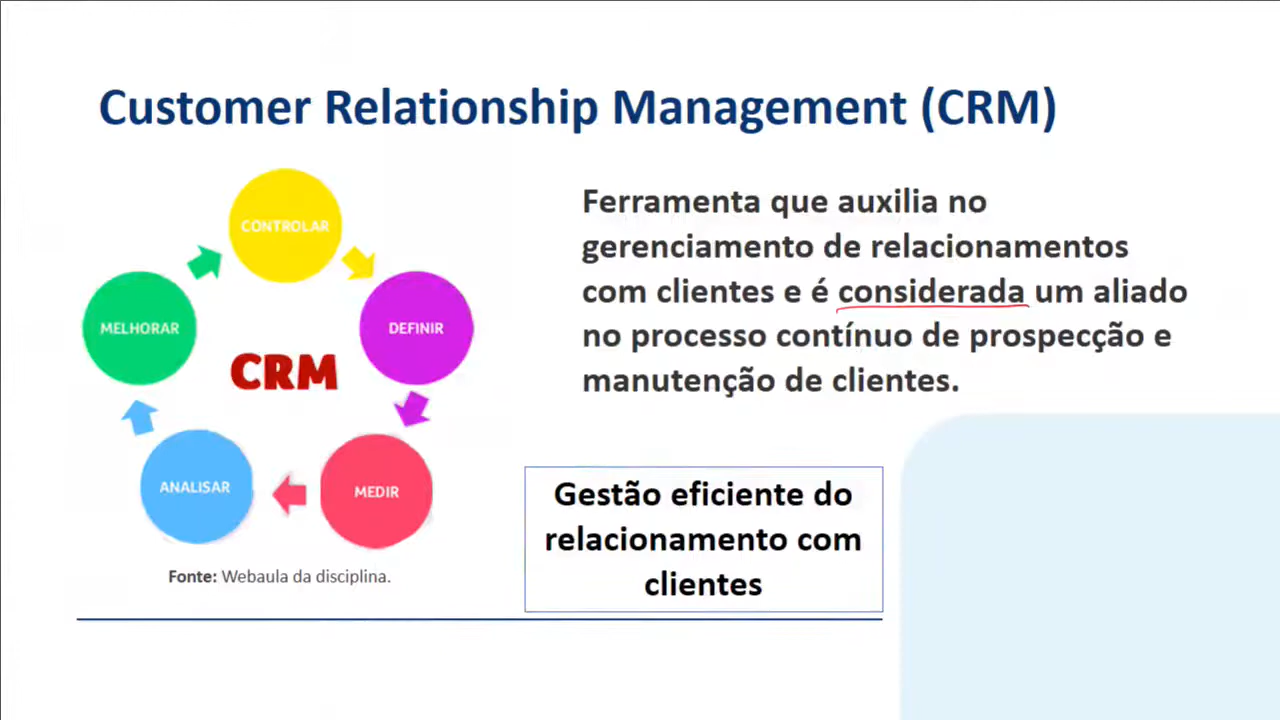 Customer Relationship Management (CRM)
CONTROLAR
DEFINIR
MEDIR
ANALISAR
MELHORAR
CRM
Fonte: Webaula da disciplina.
Ferramenta que auxilia no
gerenciamento de relacionamentos
com clientes e é considerada um aliado
no processo contínuo de prospecção e
manutenção de clientes.
Gestão eficiente do
relacionamento com
clientes